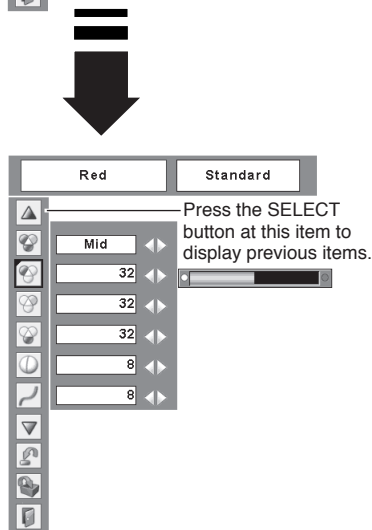 Red
Standard
Press the SELECT
button at this item to
display previous items.
Mid
32
32
32
8
8